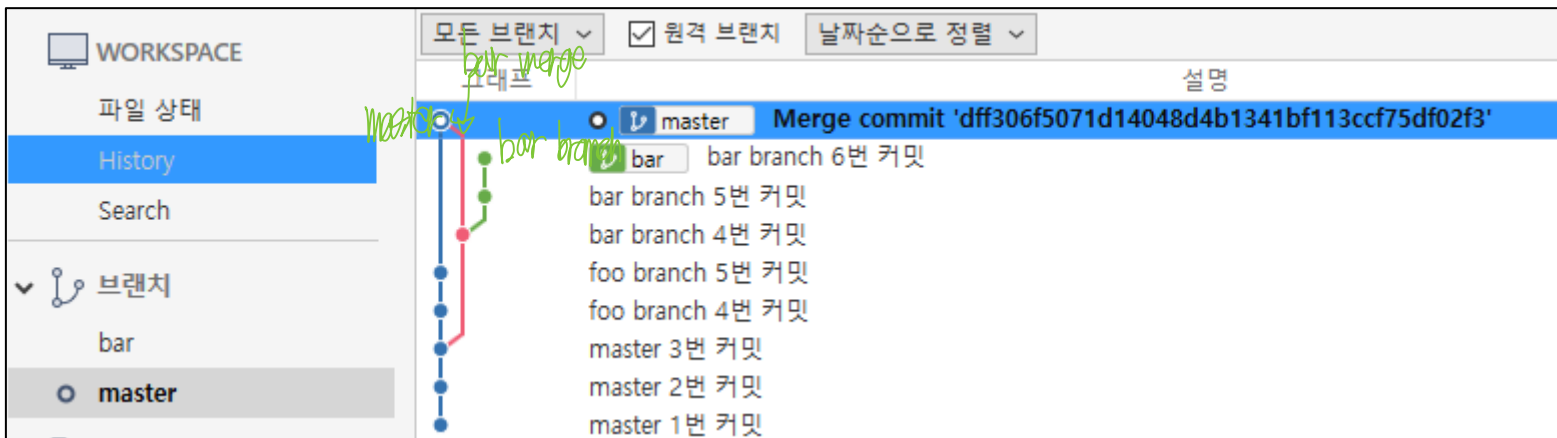 WORKSPACE
파일 상태
History
Search
브랜치
bar
master
모든 브랜치
원격 브랜치
날짜순으로 정렬
그래프
설명
bar merge
master
bar branch
master Merge commit 'dff306f5071d14048d4b1341bf113ccf75df02f3'
bar bar branch 6번 커밋
bar branch 5번 커밋
bar branch 4번 커밋
foo branch 5번 커밋
foo branch 4번 커밋
master 3번 커밋
master 2번 커밋
master 1번 커밋